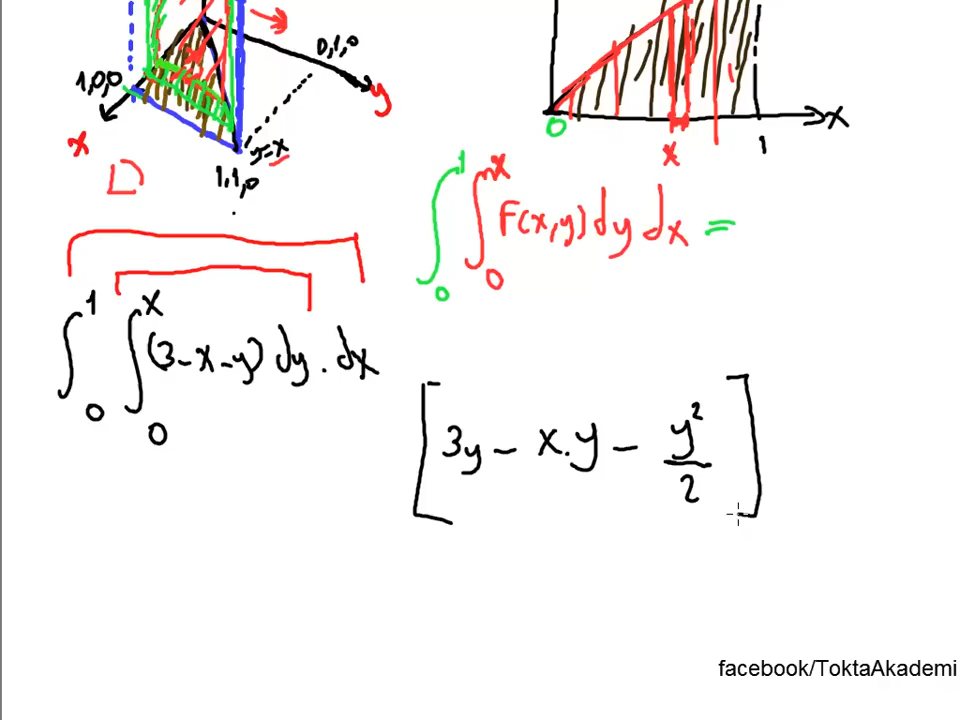 0,1,0
1,0,0
y
x
y=x
D
1,1,0
0
x
1
x
∫₀¹ ∫₀ˣ F(x,y) dy dx =
∫₀¹ ∫₀ˣ (3-x-y) dy . dx
[3y - x.y - y²/2]
facebook/ToktaAkademi